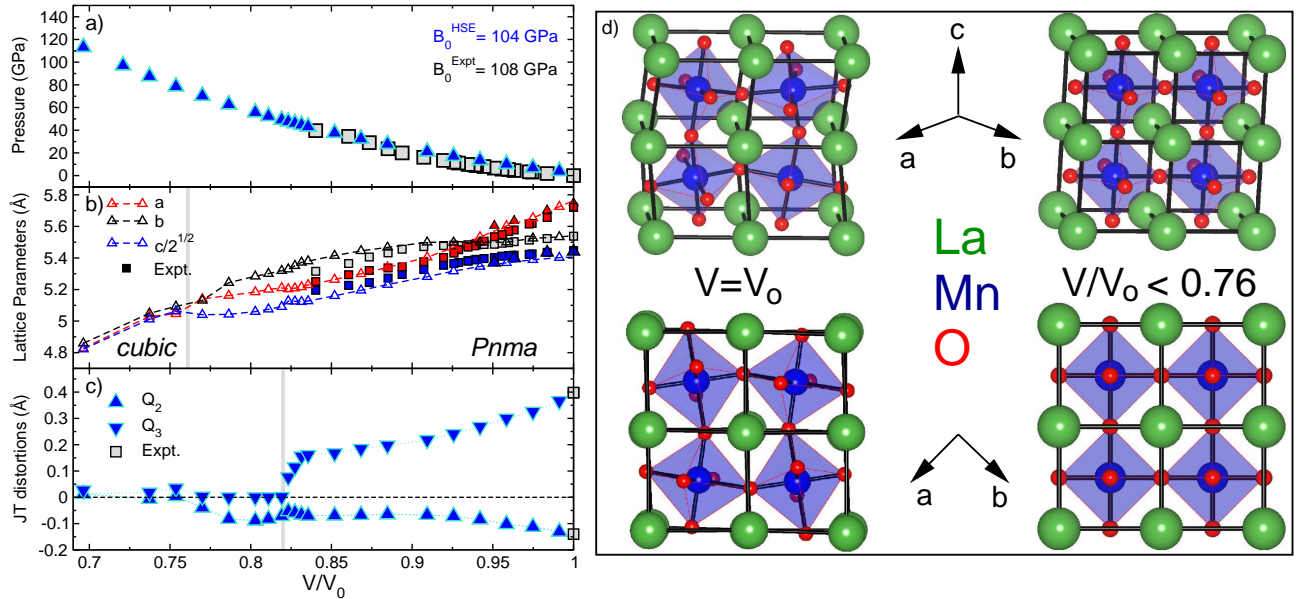 a)
B₀ᴴˢᴱ= 104 GPa
B₀ᴱˣᵖᵗ= 108 GPa
Pressure (GPa)
140
120
100
80
60
40
20
0
b)
a
b
c/2^1/2
Expt.
Lattice Parameters (Å)
5.8
5.6
5.4
5.2
5
4.8
cubic
Pnma
c)
Q₂
Q₃
Expt.
JT distortions (Å)
0.4
0.3
0.2
0.1
0
-0.1
-0.2
0.7 0.75 0.8 0.85 0.9 0.95 1
V/V₀
d)
c
a b
La
Mn
O
V=Vₒ
V/Vₒ < 0.76
a b